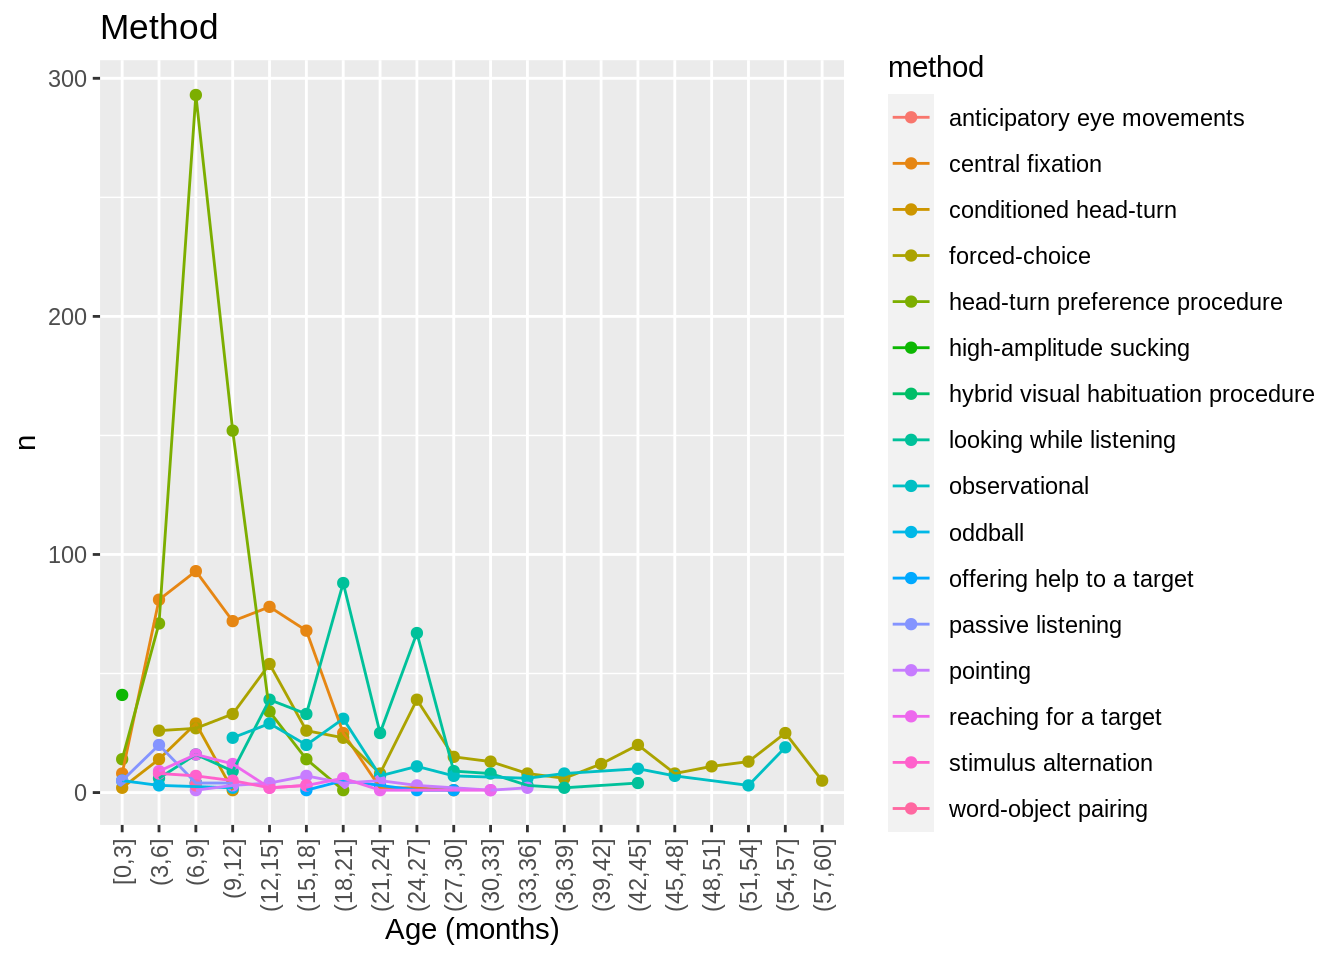 Method
300
200
100
0
n
[0,3]
(3,6]
(6,9]
(9,12]
(12,15]
(15,18]
(18,21]
(21,24]
(24,27]
(27,30]
(30,33]
(33,36]
(36,39]
(39,42]
(42,45]
(45,48]
(48,51]
(51,54]
(54,57]
(57,60]
Age (months)
method
anticipatory eye movements
central fixation
conditioned head-turn
forced-choice
head-turn preference procedure
high-amplitude sucking
hybrid visual habituation procedure
looking while listening
observational
oddball
offering help to a target
passive listening
pointing
reaching for a target
stimulus alternation
word-object pairing